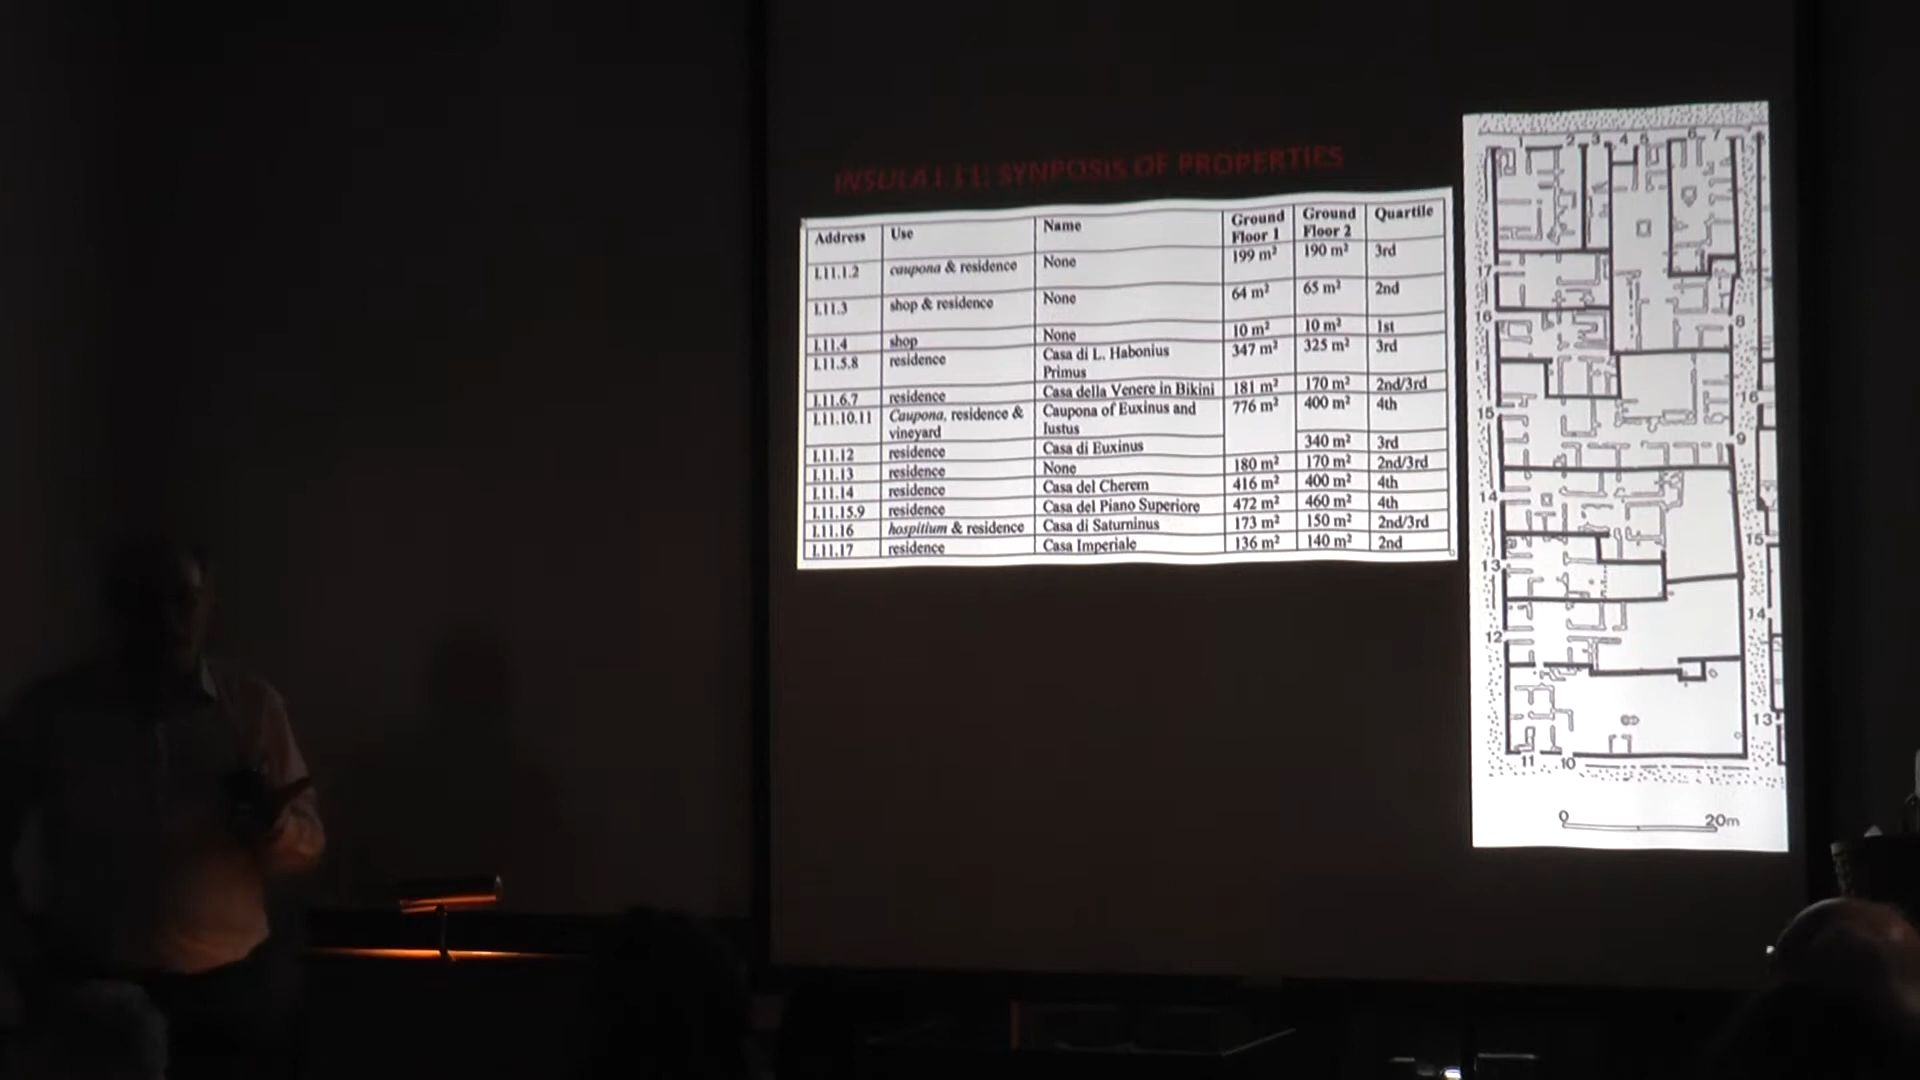 INSULA I.11: SYNPOSIS OF PROPERTIES
Address Use Name Ground Floor 1 Ground Floor 2 Quartile
I.11.1.2 caupona & residence None 199 m² 190 m² 3rd
I.11.3 shop & residence None 64 m² 65 m² 2nd
I.11.4 shop None 10 m² 10 m² 1st
I.11.5.8 residence Casa di L. Habonius Primus 347 m² 325 m² 3rd
I.11.6.7 residence Casa della Venere in Bikini 181 m² 170 m² 2nd/3rd
I.11.10.11 Caupona, residence & vineyard Caupona of Euxinus and Iustus 776 m² 400 m² 4th
I.11.12 residence Casa di Euxinus 340 m² 3rd
I.11.13 residence None 180 m² 170 m² 2nd/3rd
I.11.14 residence Casa del Cherem 416 m² 400 m² 4th
I.11.15.9 residence Casa del Piano Superiore 472 m² 460 m² 4th
I.11.16 hospitium & residence Casa di Saturninus 173 m² 150 m² 2nd/3rd
I.11.17 residence Casa Imperiale 136 m² 140 m² 2nd
1 2 3 4 5 6 7
17
16 8
16
15 9
14
15
13
14
12
13
11 10
0 20m